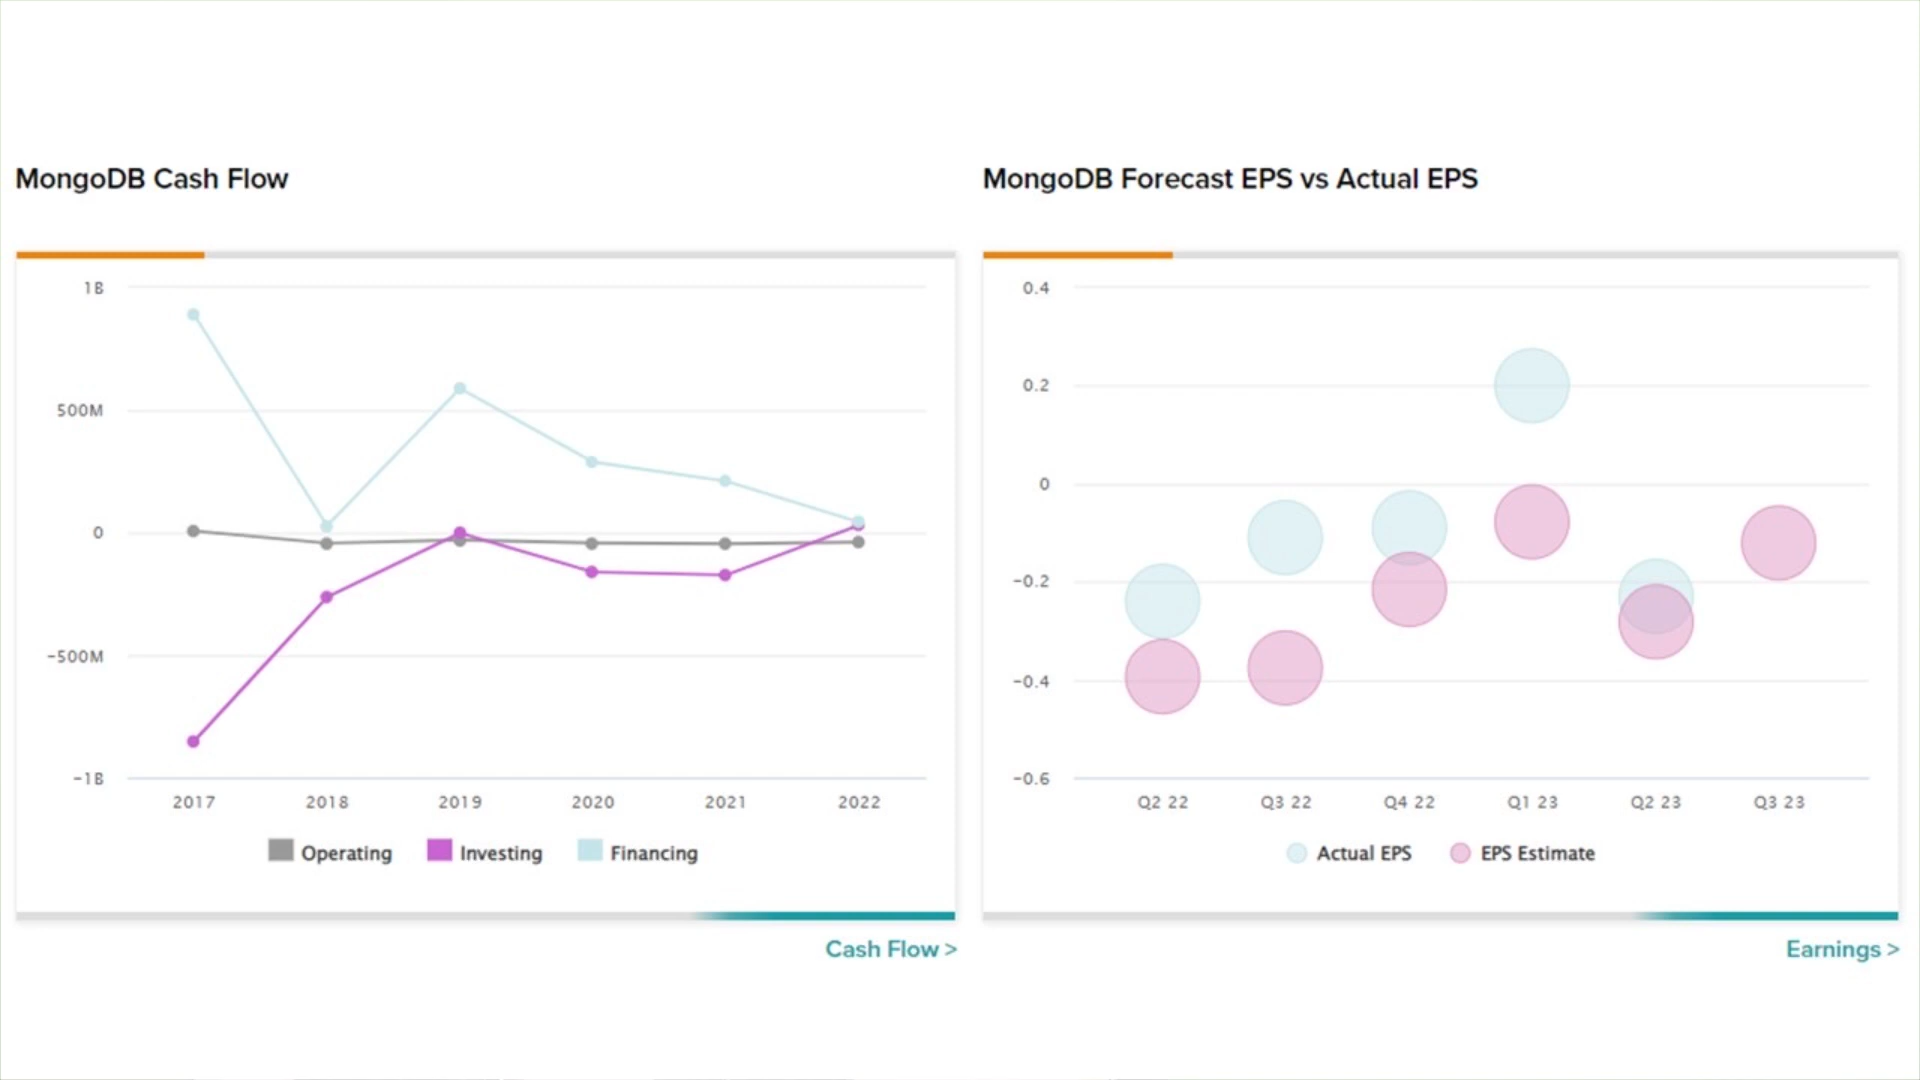 MongoDB Cash Flow
1B
500M
0
-500M
-1B
2017 2018 2019 2020 2021 2022
Operating Investing Financing
Cash Flow >
MongoDB Forecast EPS vs Actual EPS
0.4
0.2
0
-0.2
-0.4
-0.6
Q2 22 Q3 22 Q4 22 Q1 23 Q2 23 Q3 23
Actual EPS EPS Estimate
Earnings >